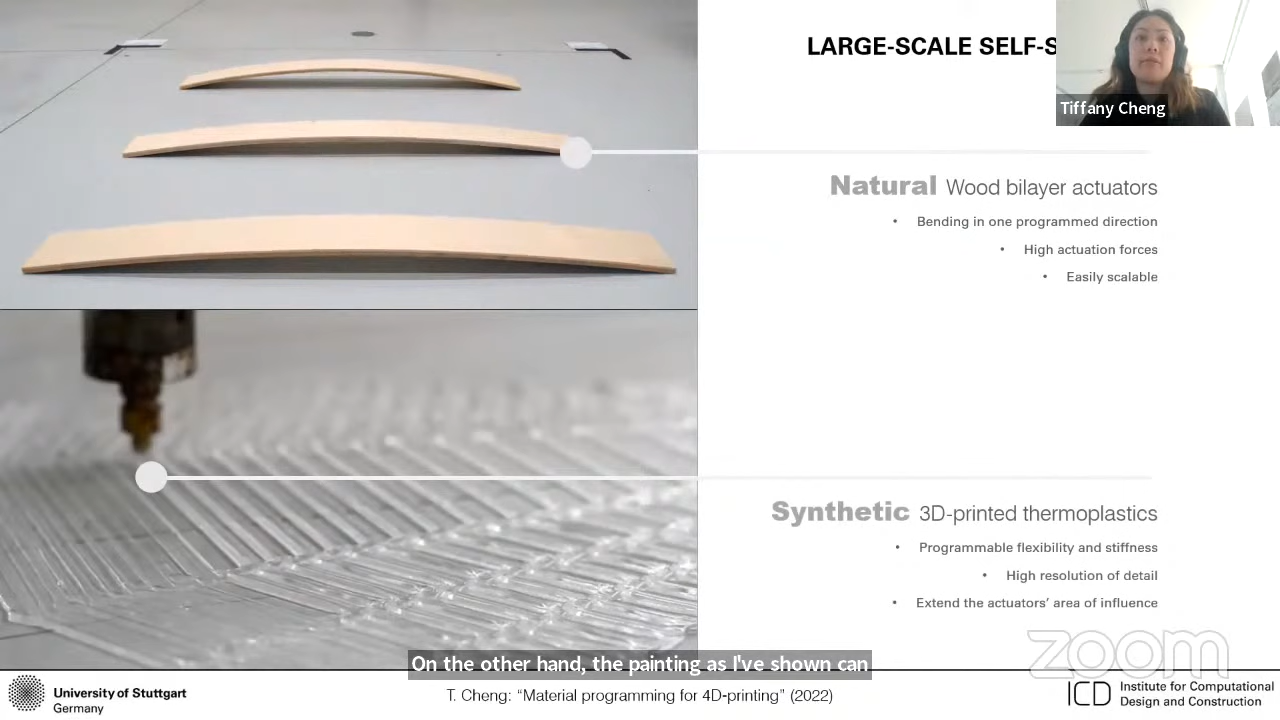 LARGE-SCALE SELF-S
Tiffany Cheng
Natural Wood bilayer actuators
• Bending in one programmed direction
• High actuation forces
• Easily scalable
Synthetic 3D-printed thermoplastics
• Programmable flexibility and stiffness
• High resolution of detail
• Extend the actuators’ area of influence
zoom
On the other hand, the painting as I've shown can
University of Stuttgart
Germany
T. Cheng: “Material programming for 4D-printing” (2022)
ICD Institute for Computational
Design and Construction